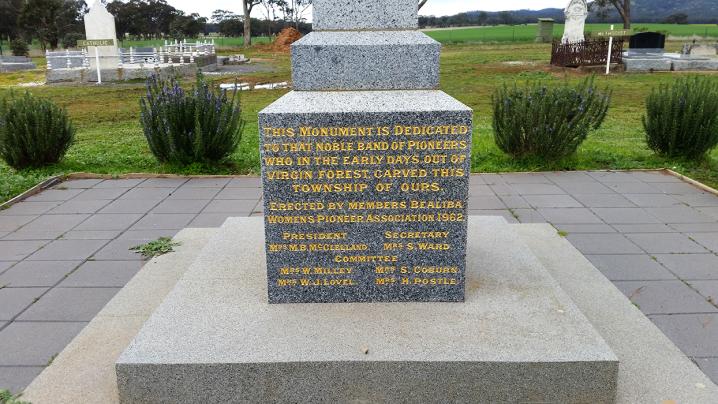 CATHOLIC
THIS MONUMENT IS DEDICATED
TO THAT NOBLE BAND OF PIONEERS
WHO IN THE EARLY DAYS, OUT OF
VIRGIN FOREST, CARVED THIS
TOWNSHIP OF OURS.
ERECTED BY MEMBERS BEALIBA
WOMENS PIONEER ASSOCIATION 1962.
PRESIDENT SECRETARY
MRS M.B. MCCLELLAND MRS S. WARD
COMMITTEE
MRS W. MILLEY MRS S. COBURN
MRS W.J. LOVEL MRS H. POSTLE